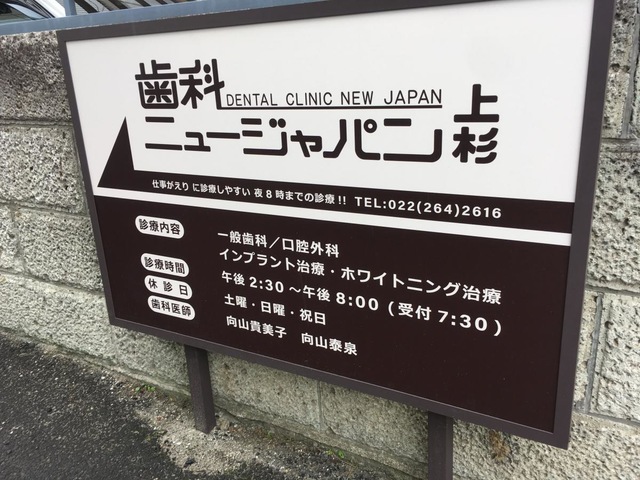 歯科 DENTAL CLINIC NEW JAPAN
ニュージャパン 上杉
仕事がえり に診療しやすい 夜8時までの診療!! TEL:022(264)2616
診療内容 一般歯科／口腔外科
インプラント治療・ホワイトニング治療
診療時間 午後2:30～午後8:00(受付7:30)
休診日 土曜・日曜・祝日
歯科医師 向山貴美子 向山泰泉